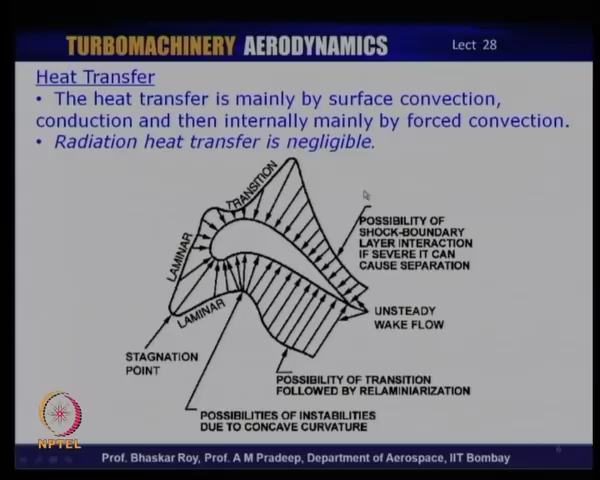 TURBOMACHINERY AERODYNAMICS
Lect 28
Heat Transfer
• The heat transfer is mainly by surface convection,
conduction and then internally mainly by forced convection.
• Radiation heat transfer is negligible.
TRANSITION
LAMINAR
LAMINAR
POSSIBILITY OF
SHOCK-BOUNDARY
LAYER INTERACTION
IF SEVERE IT CAN
CAUSE SEPARATION
UNSTEADY
WAKE FLOW
STAGNATION
POINT
POSSIBILITY OF TRANSITION
FOLLOWED BY RELAMINIARIZATION
POSSIBILITIES OF INSTABILITIES
DUE TO CONCAVE CURVATURE
NPTEL
6
Prof. Bhaskar Roy, Prof. A M Pradeep, Department of Aerospace, IIT Bombay